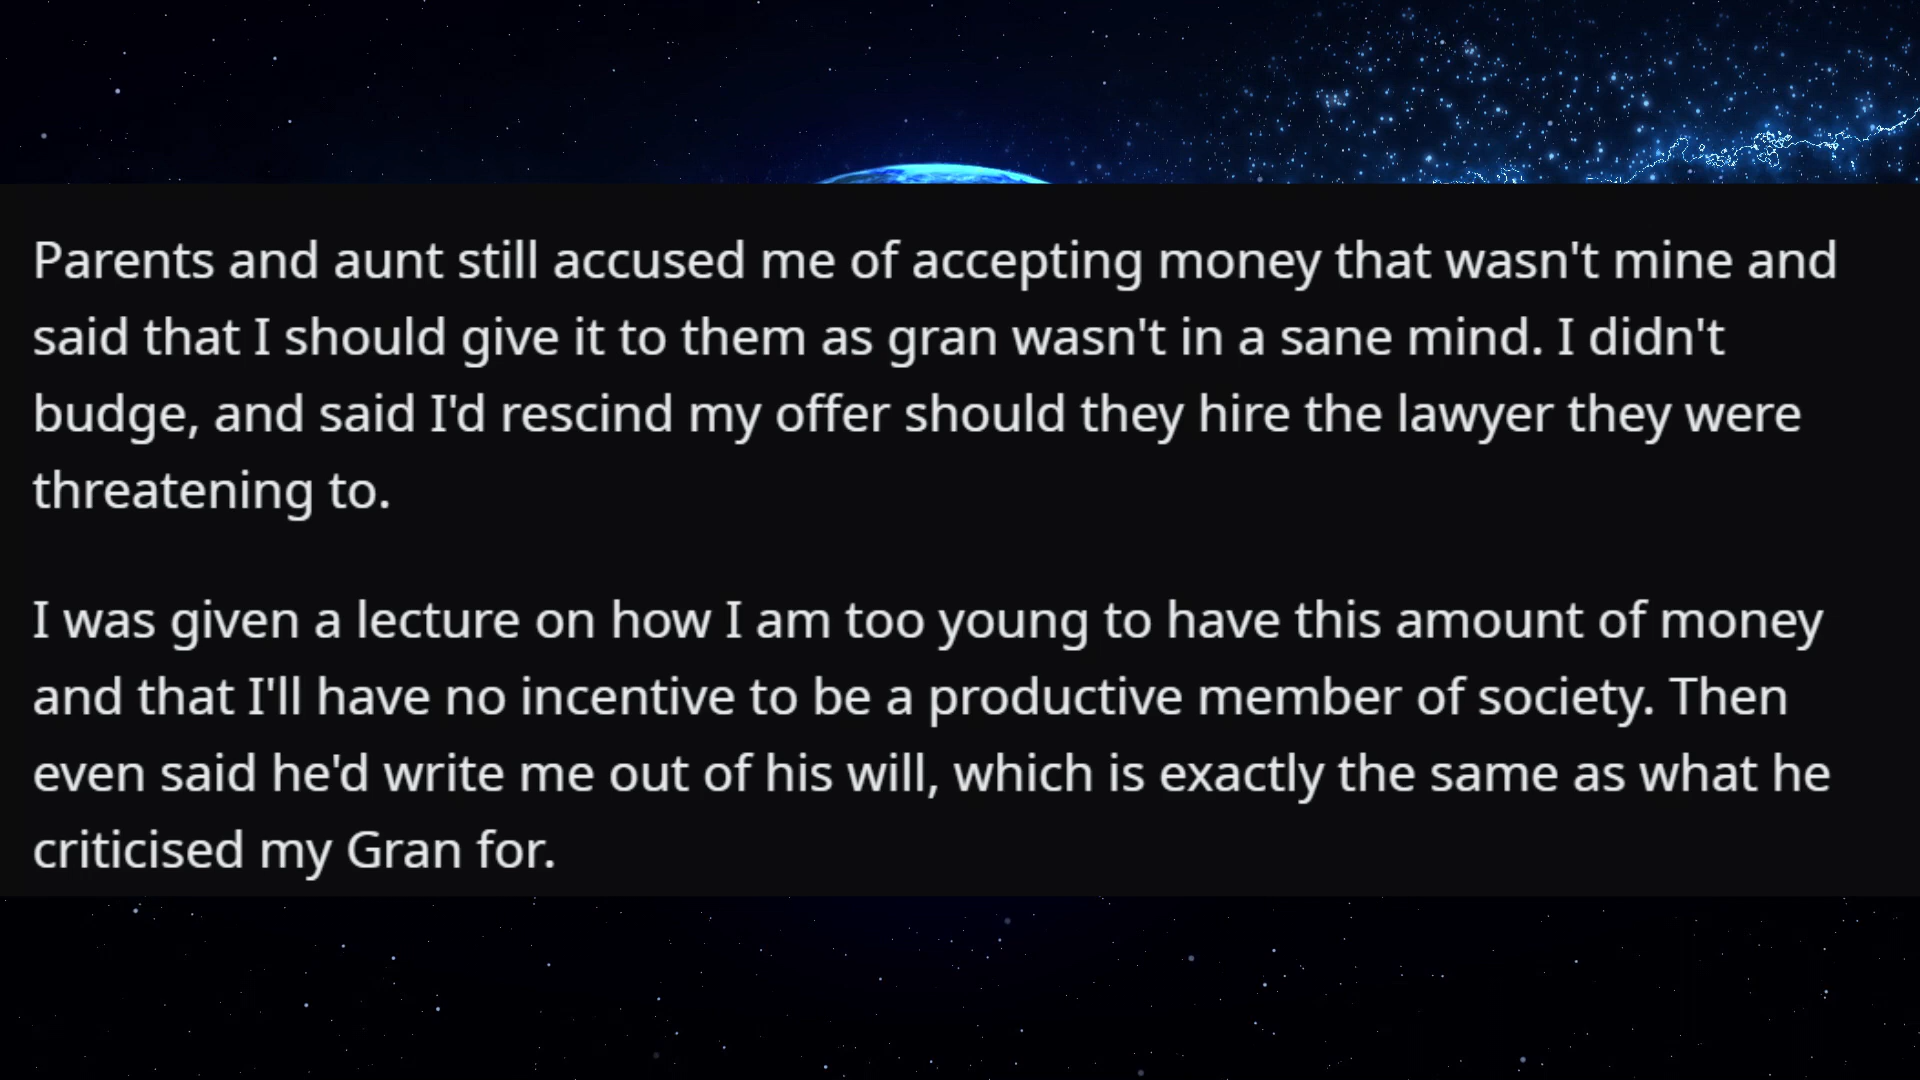 Parents and aunt still accused me of accepting money that wasn't mine and
said that I should give it to them as gran wasn't in a sane mind. I didn't
budge, and said I'd rescind my offer should they hire the lawyer they were
threatening to.
I was given a lecture on how I am too young to have this amount of money
and that I'll have no incentive to be a productive member of society. Then
even said he'd write me out of his will, which is exactly the same as what he
criticised my Gran for.